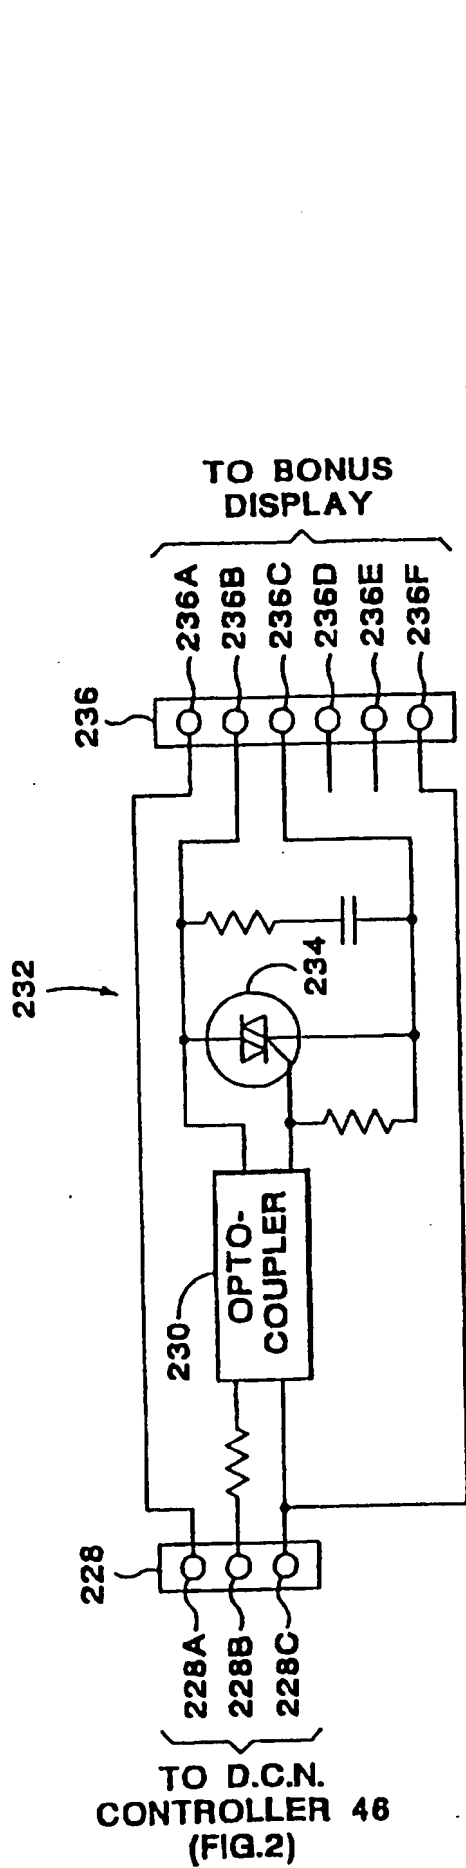 TO BONUS
DISPLAY
236A
236B
236C
236D
236E
236F
236
232
234
OPTO-
COUPLER
230
228
228A
228B
228C
TO D.C.N.
CONTROLLER 46
(FIG.2)